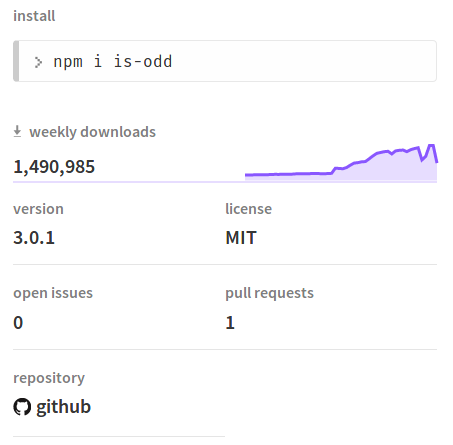 install
> npm i is-odd
weekly downloads
1,490,985
version
license
3.0.1
MIT
open issues
pull requests
0
1
repository
github